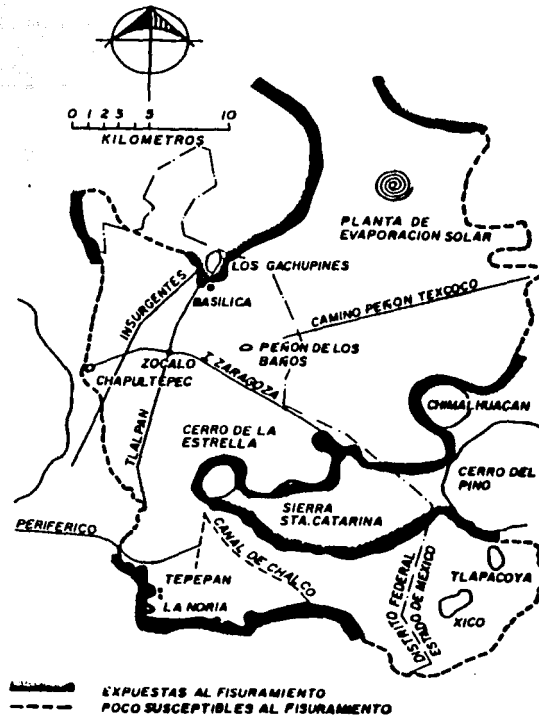 0 1 2 3 5 10
KILOMETROS
PLANTA DE
EVAPORACION SOLAR
LOS GACHUPINES
BASILICA
INSURGENTES
CAMINO PEÑON TEXCOCO
PEÑON DE LOS
BAÑOS
ZOCALO
CHAPULTEPEC
I. ZARAGOZA
TLALPAN
CHIMALHUACAN
CERRO DE LA
ESTRELLA
CERRO DEL
PINO
SIERRA
STA. CATARINA
PERIFERICO
CANAL DE CHALCO
TEPEPAN
LA NORIA
DISTRITO FEDERAL
ESTADO DE MEXICO
TLAPACOYA
XICO
EXPUESTAS AL FISURAMIENTO
POCO SUSCEPTIBLES AL FISURAMIENTO